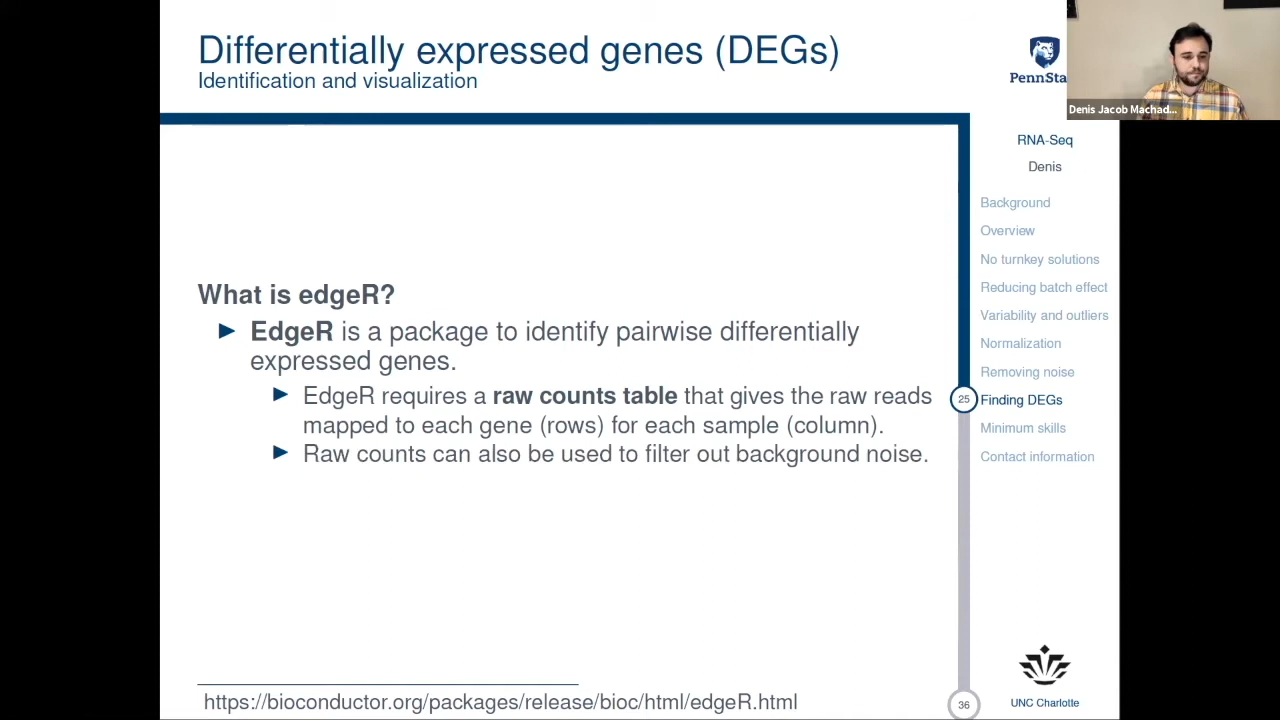 Differentially expressed genes (DEGs)
Identification and visualization
PennSta
Denis Jacob Machad...
RNA-Seq
Denis
Background
Overview
No turnkey solutions
Reducing batch effect
Variability and outliers
Normalization
Removing noise
25 Finding DEGs
Minimum skills
Contact information
What is edgeR?
► EdgeR is a package to identify pairwise differentially
expressed genes.
► EdgeR requires a raw counts table that gives the raw reads
mapped to each gene (rows) for each sample (column).
► Raw counts can also be used to filter out background noise.
https://bioconductor.org/packages/release/bioc/html/edgeR.html
36
UNC Charlotte